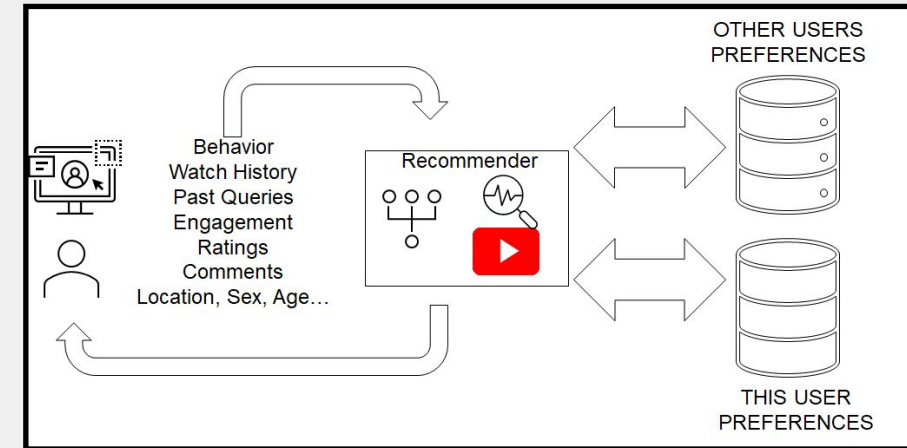 OTHER USERS
PREFERENCES
Behavior
Watch History
Past Queries
Engagement
Ratings
Comments
Location, Sex, Age…
Recommender
THIS USER
PREFERENCES